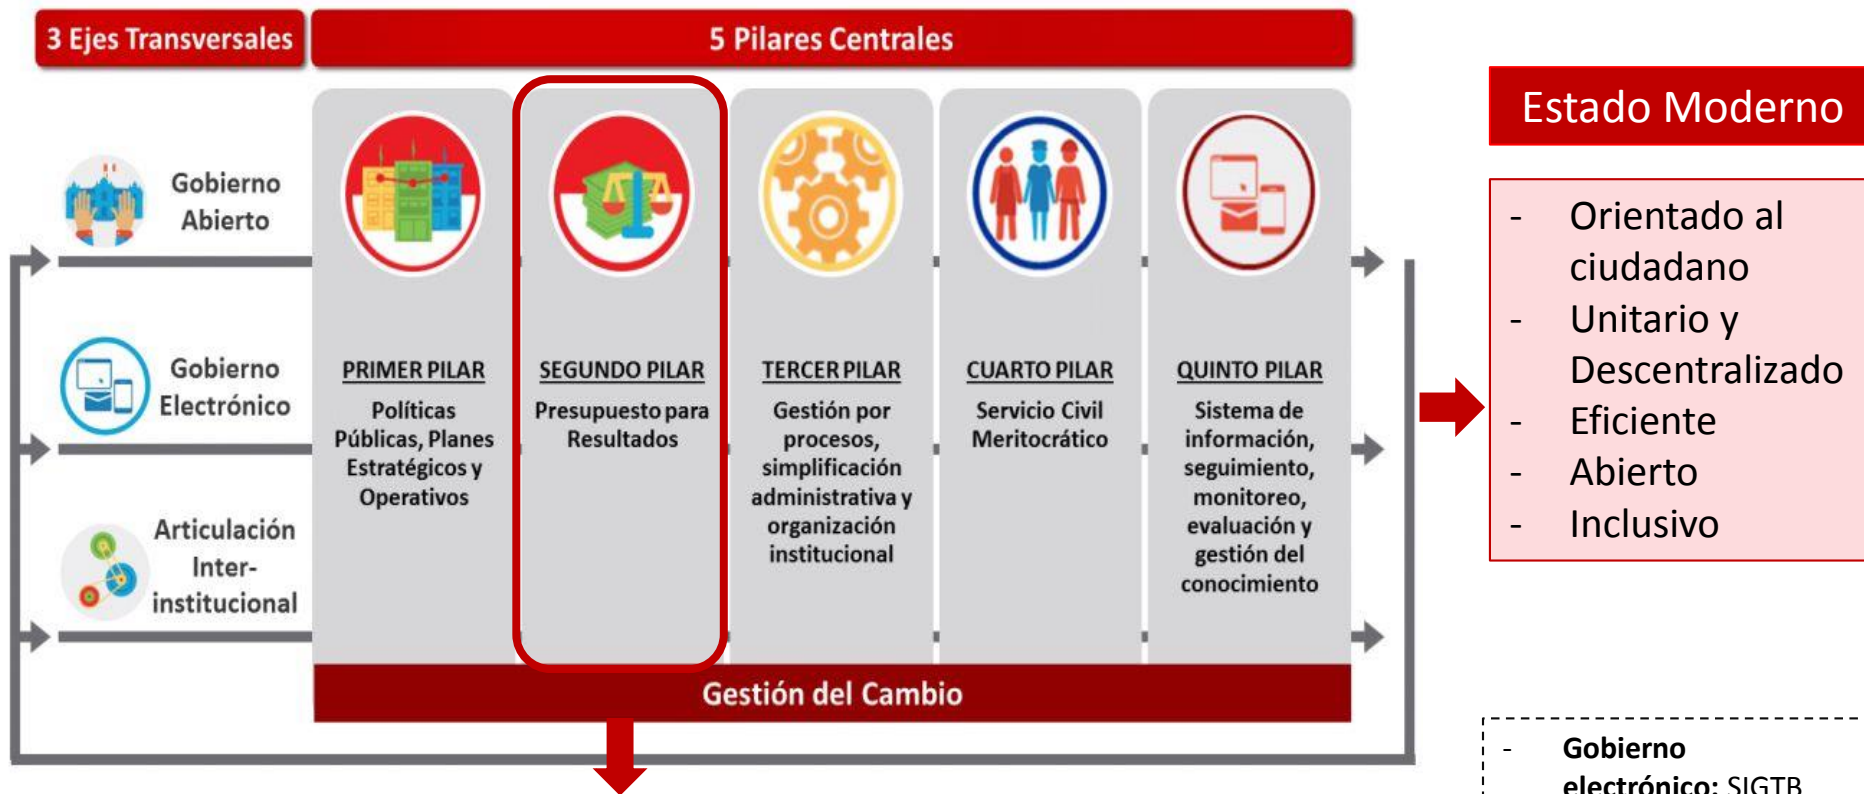 3 Ejes Transversales
5 Pilares Centrales
Gobierno
Abierto
Gobierno
Electrónico
Articulación
Inter-
institucional
PRIMER PILAR
Políticas
Públicas, Planes
Estratégicos y
Operativos
SEGUNDO PILAR
Presupuesto para
Resultados
TERCER PILAR
Gestión por
procesos,
simplificación
administrativa y
organización
institucional
CUARTO PILAR
Servicio Civil
Meritocrático
QUINTO PILAR
Sistema de
información,
seguimiento,
monitoreo,
evaluación y
gestión del
conocimiento
Gestión del Cambio
Estado Moderno
- Orientado al
ciudadano
- Unitario y
Descentralizado
- Eficiente
- Abierto
- Inclusivo
- Gobierno
electrónico: SIGTB